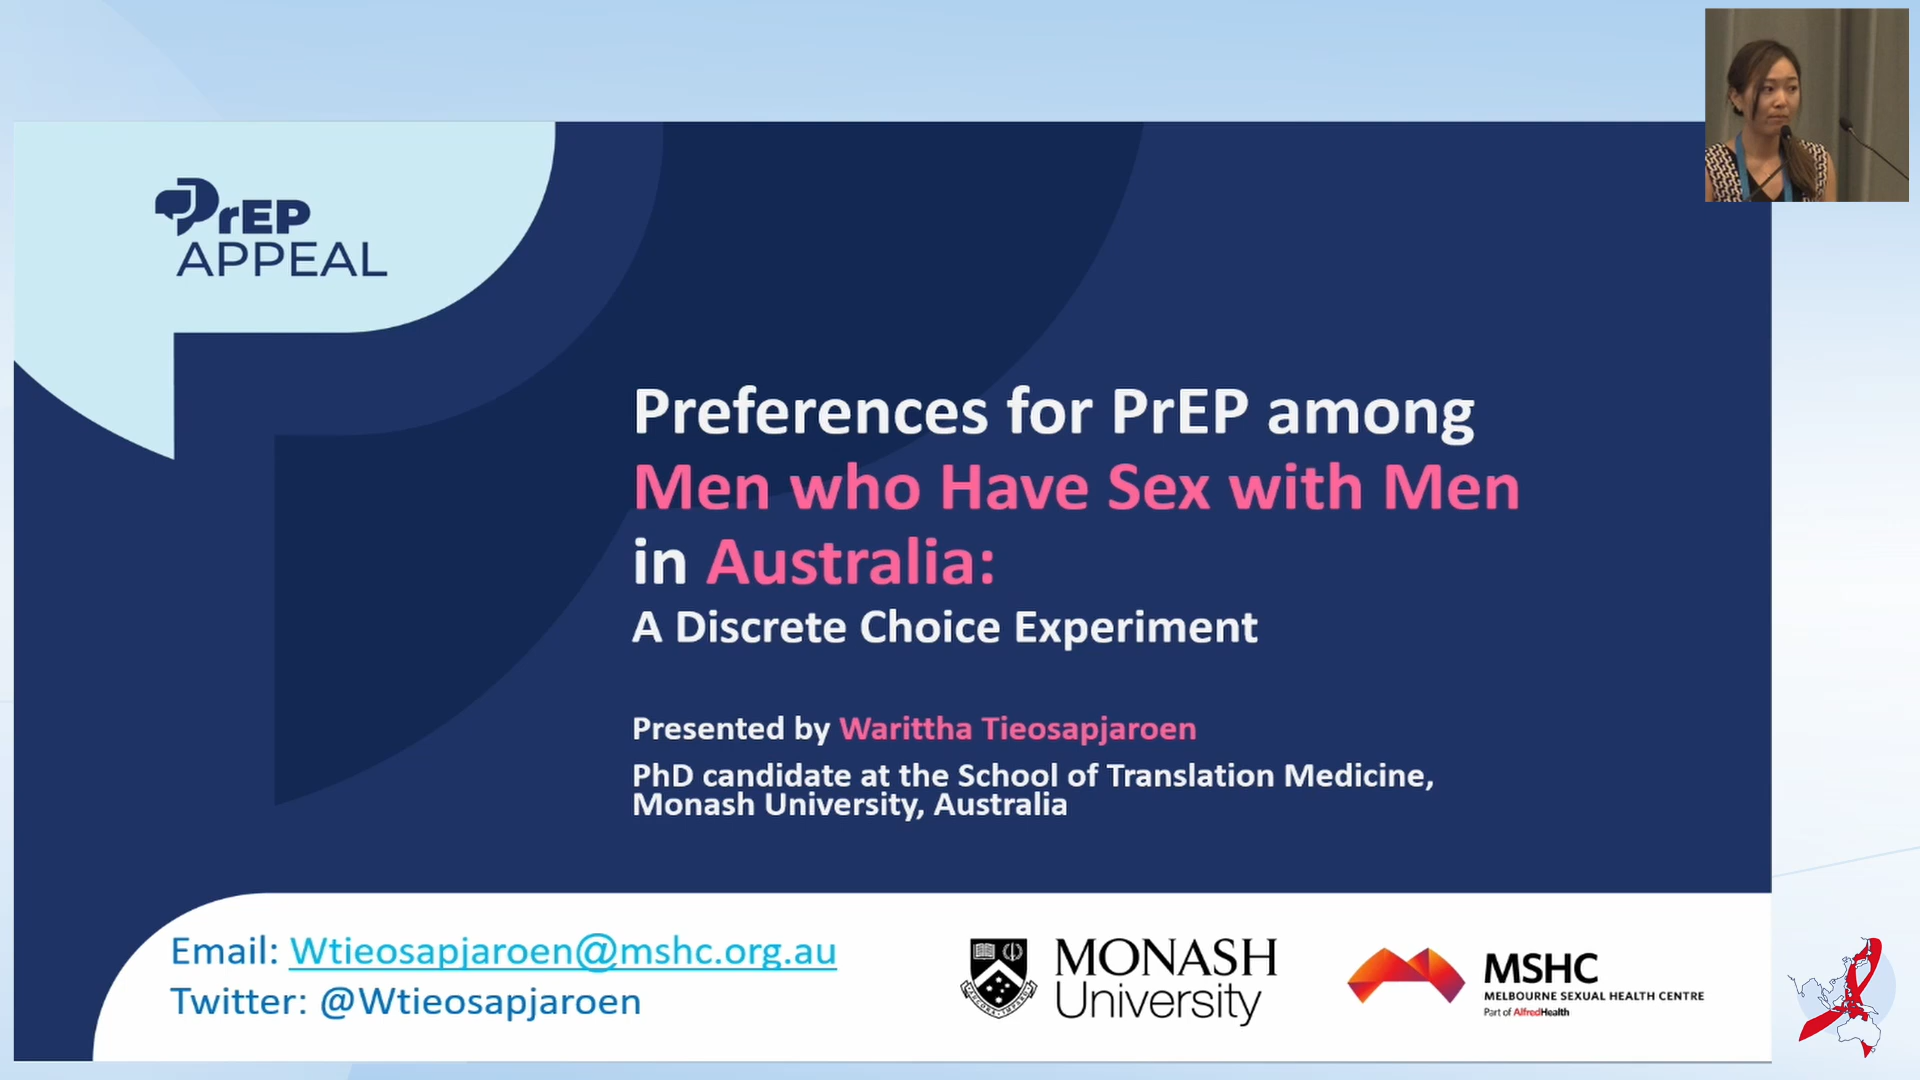 PrEP
APPEAL
Preferences for PrEP among
Men who Have Sex with Men
in Australia:
A Discrete Choice Experiment
Presented by Warittha Tieosapjaroen
PhD candidate at the School of Translation Medicine,
Monash University, Australia
Email: Wtieosapjaroen@mshc.org.au
Twitter: @Wtieosapjaroen
MONASH
University
MSHC
MELBOURNE SEXUAL HEALTH CENTRE
Part of AlfredHealth